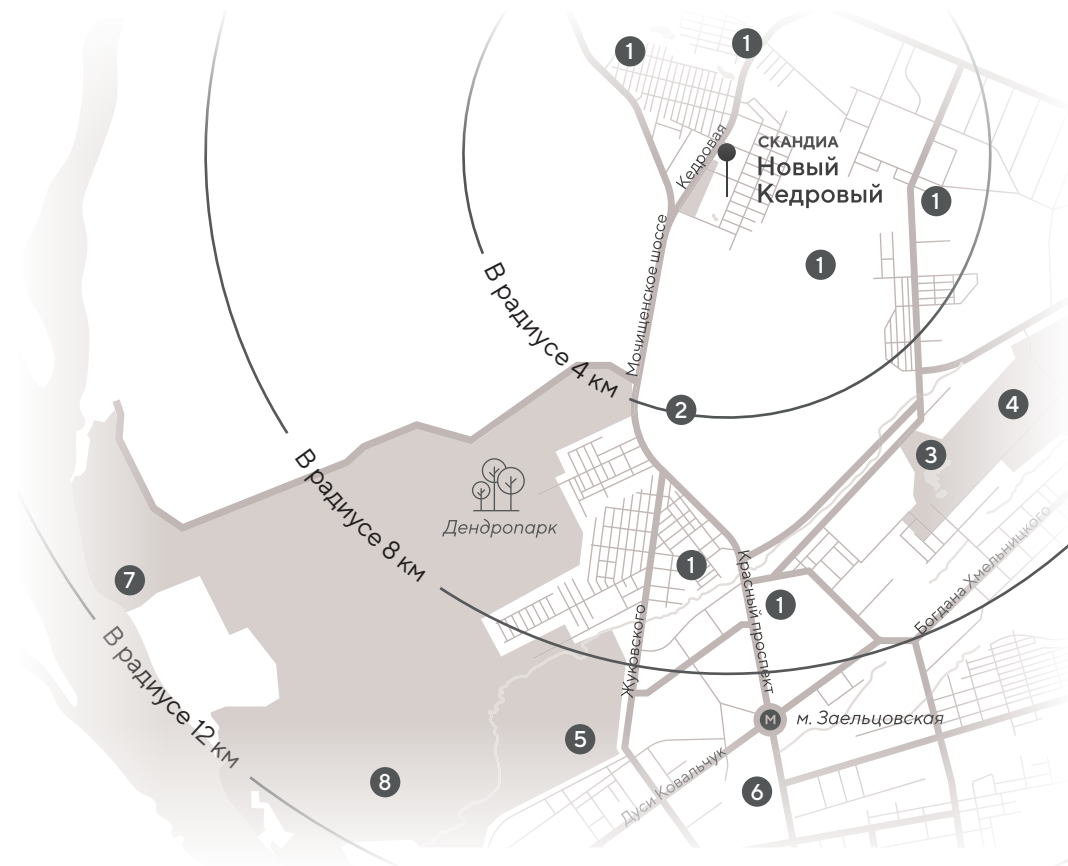 1
1
Кедровая
СКАНДИА
Новый
Кедровый
1
1
Мочищенское шоссе
В радиусе 4 км
2
4
3
Дендропарк
В радиусе 8 км
Богдана Хмельницкого
1
7
Красный проспект
1
Жуковского
В радиусе 12 км
М
м. Заельцовская
5
Дуси Ковальчук
8
6